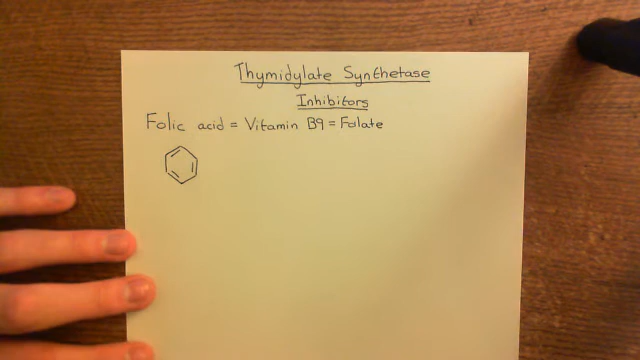 Thymidylate Synthetase
Inhibitors
Folic acid = Vitamin B9 = Folate